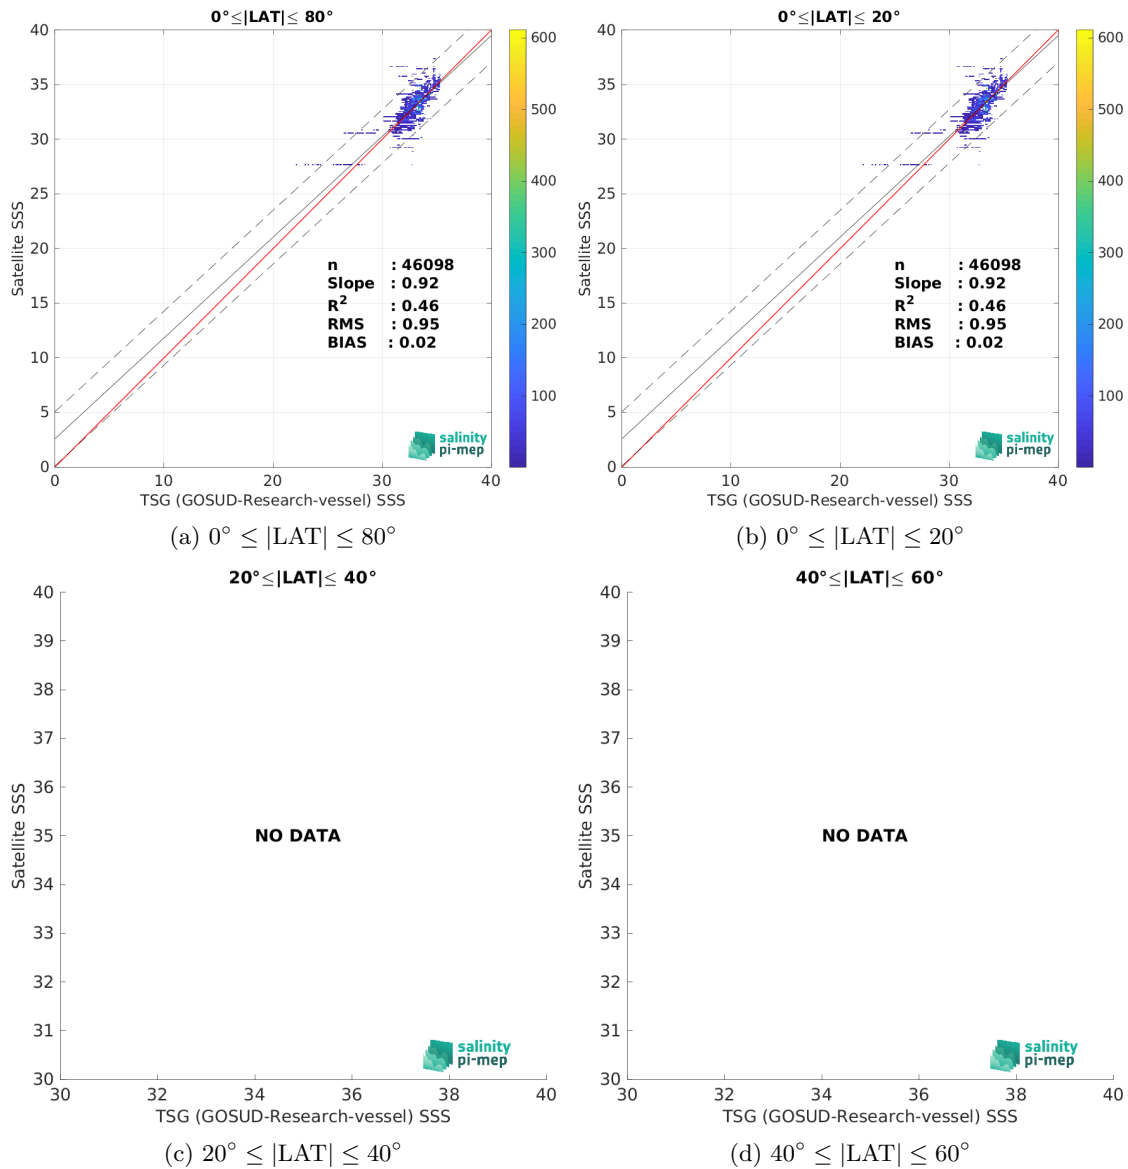 0°≤|LAT|≤ 80°
40
35
30
25
20
15
10
5
0
Satellite SSS
n : 46098
Slope : 0.92
R² : 0.46
RMS : 0.95
BIAS : 0.02
salinity
pi-mep
0 10 20 30 40
TSG (GOSUD-Research-vessel) SSS
600
500
400
300
200
100
(a) 0° ≤ |LAT| ≤ 80°
0°≤|LAT|≤ 20°
40
35
30
25
20
15
10
5
0
Satellite SSS
n : 46098
Slope : 0.92
R² : 0.46
RMS : 0.95
BIAS : 0.02
salinity
pi-mep
0 10 20 30 40
TSG (GOSUD-Research-vessel) SSS
600
500
400
300
200
100
(b) 0° ≤ |LAT| ≤ 20°
20°≤|LAT|≤ 40°
40
39
38
37
36
35
34
33
32
31
30
Satellite SSS
NO DATA
salinity
pi-mep
30 32 34 36 38 40
TSG (GOSUD-Research-vessel) SSS
(c) 20° ≤ |LAT| ≤ 40°
40°≤|LAT|≤ 60°
40
39
38
37
36
35
34
33
32
31
30
Satellite SSS
NO DATA
salinity
pi-mep
30 32 34 36 38 40
TSG (GOSUD-Research-vessel) SSS
(d) 40° ≤ |LAT| ≤ 60°